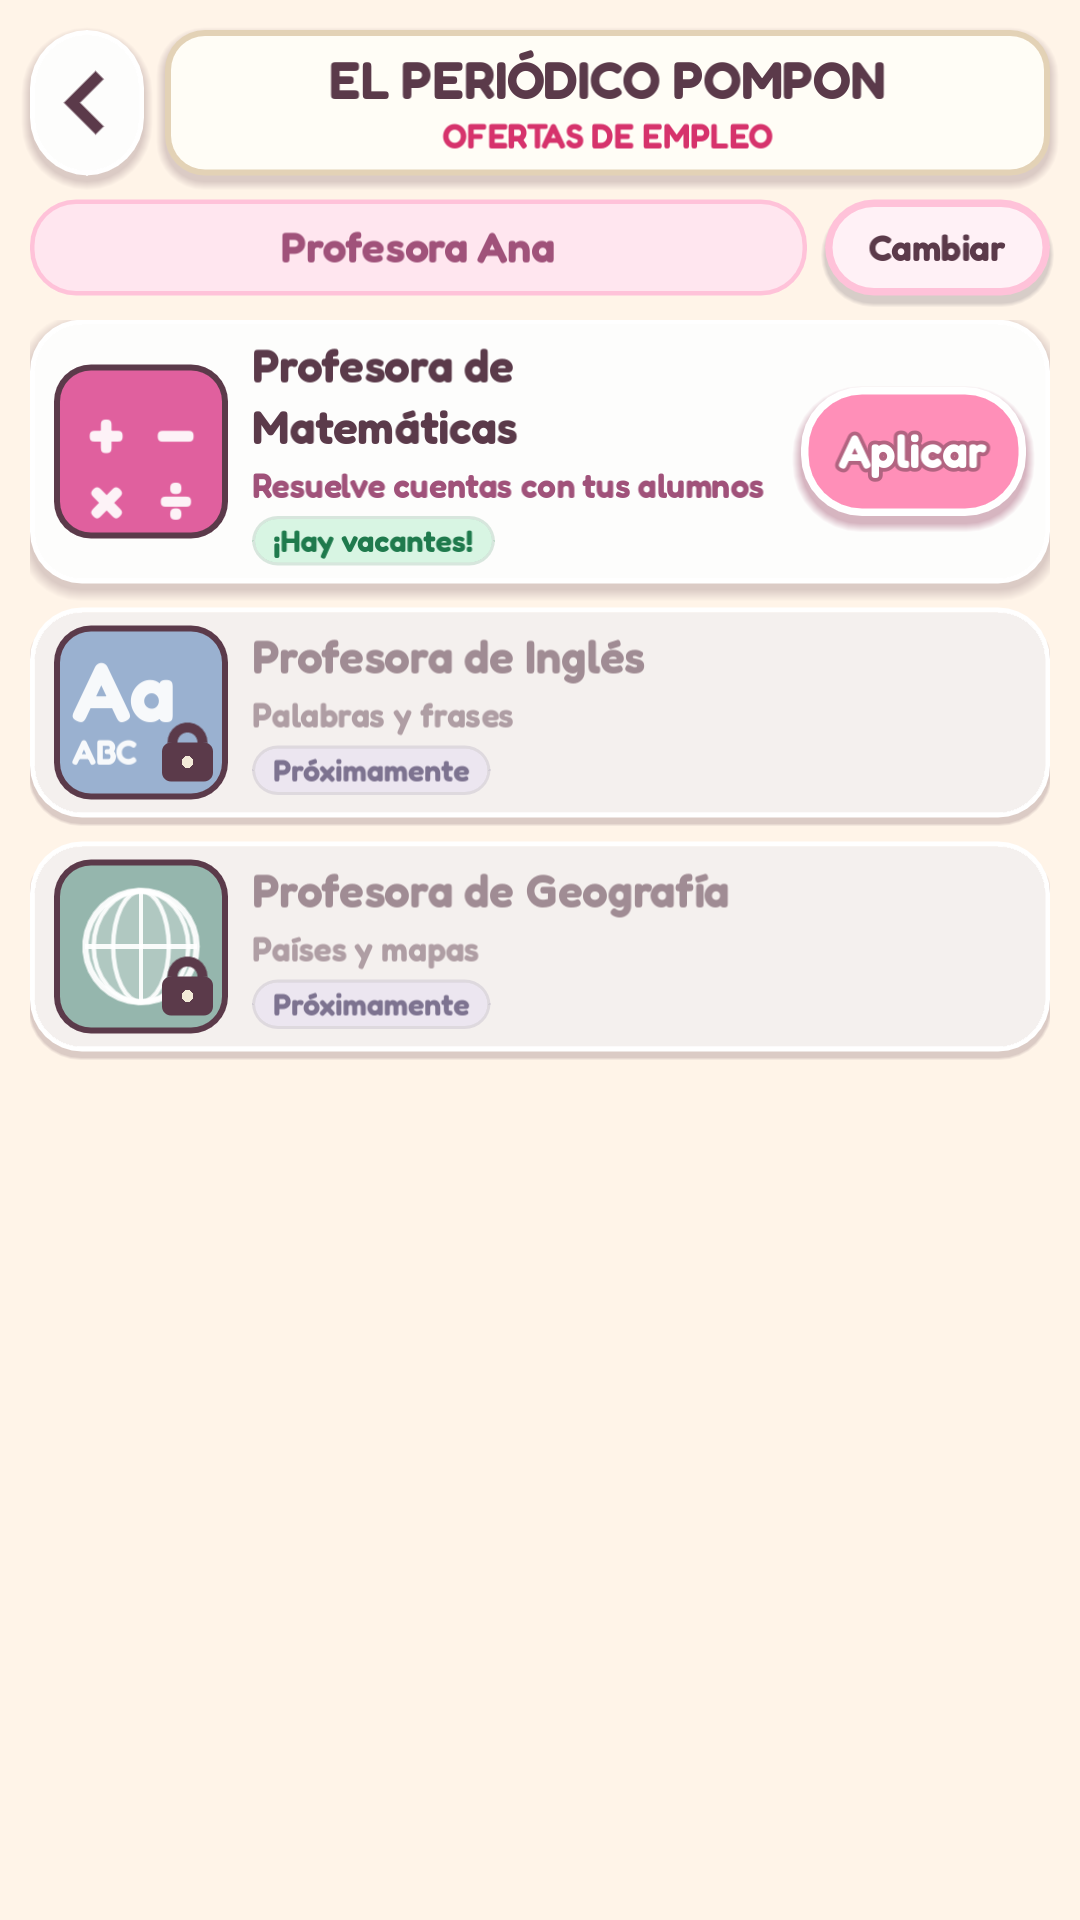 EL PERIÓDICO POMPON
OFERTAS DE EMPLEO
Profesora Ana
Cambiar
Profesora de
Matemáticas
Resuelve cuentas con tus alumnos
¡Hay vacantes!
Aplicar
Aa
ABC
Profesora de Inglés
Palabras y frases
Próximamente
Profesora de Geografía
Países y mapas
Próximamente